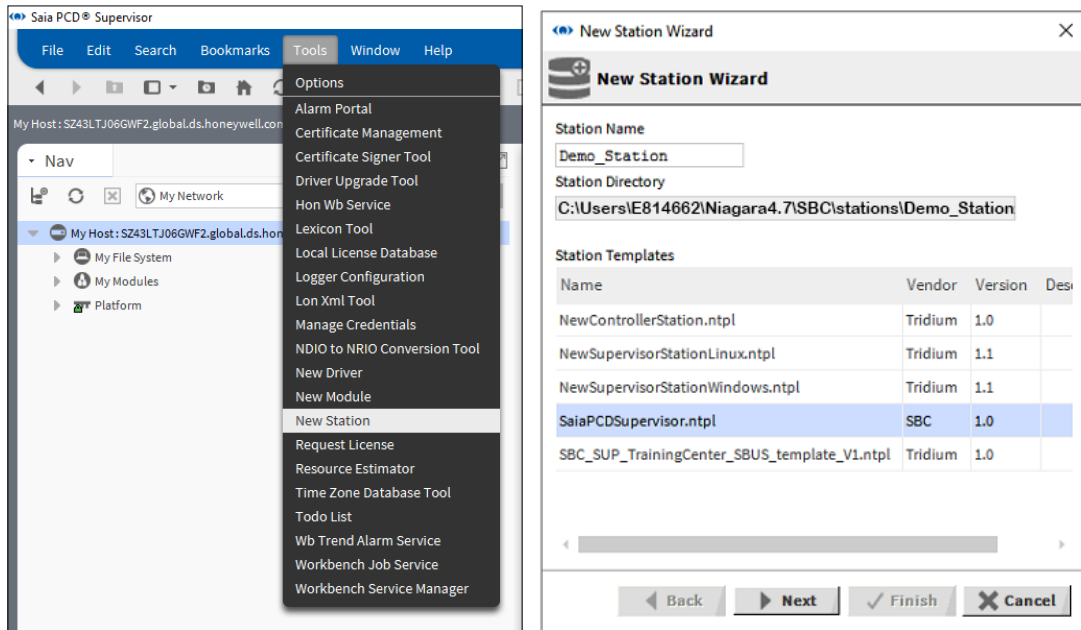 Saia PCD® Supervisor
File Edit Search Bookmarks Tools Window Help
My Host : SZ43LTJ06GWF2.global.ds.honeywell.com
Nav
My Network
My Host : SZ43LTJ06GWF2.global.ds.hon
My File System
My Modules
Platform
Options
Alarm Portal
Certificate Management
Certificate Signer Tool
Driver Upgrade Tool
Hon Wb Service
Lexicon Tool
Local License Database
Logger Configuration
Lon Xml Tool
Manage Credentials
NDIO to NRIO Conversion Tool
New Driver
New Module
New Station
Request License
Resource Estimator
Time Zone Database Tool
Todo List
Wb Trend Alarm Service
Workbench Job Service
Workbench Service Manager
New Station Wizard
New Station Wizard
Station Name
Demo_Station
Station Directory
C:\Users\E814662\Niagara4.7\SBC\stations\Demo_Station
Station Templates
Name Vendor Version Desc
NewControllerStation.ntpl Tridium 1.0
NewSupervisorStationLinux.ntpl Tridium 1.1
NewSupervisorStationWindows.ntpl Tridium 1.1
SaiaPCDSupervisor.ntpl SBC 1.0
SBC_SUP_TrainingCenter_SBUS_template_V1.ntpl Tridium 1.0
Back Next Finish Cancel